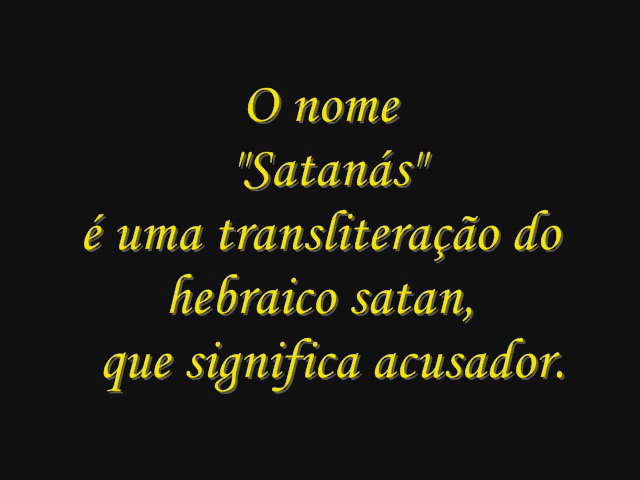 O nome
"Satanás"
é uma transliteração do
hebraico satan,
que significa acusador.